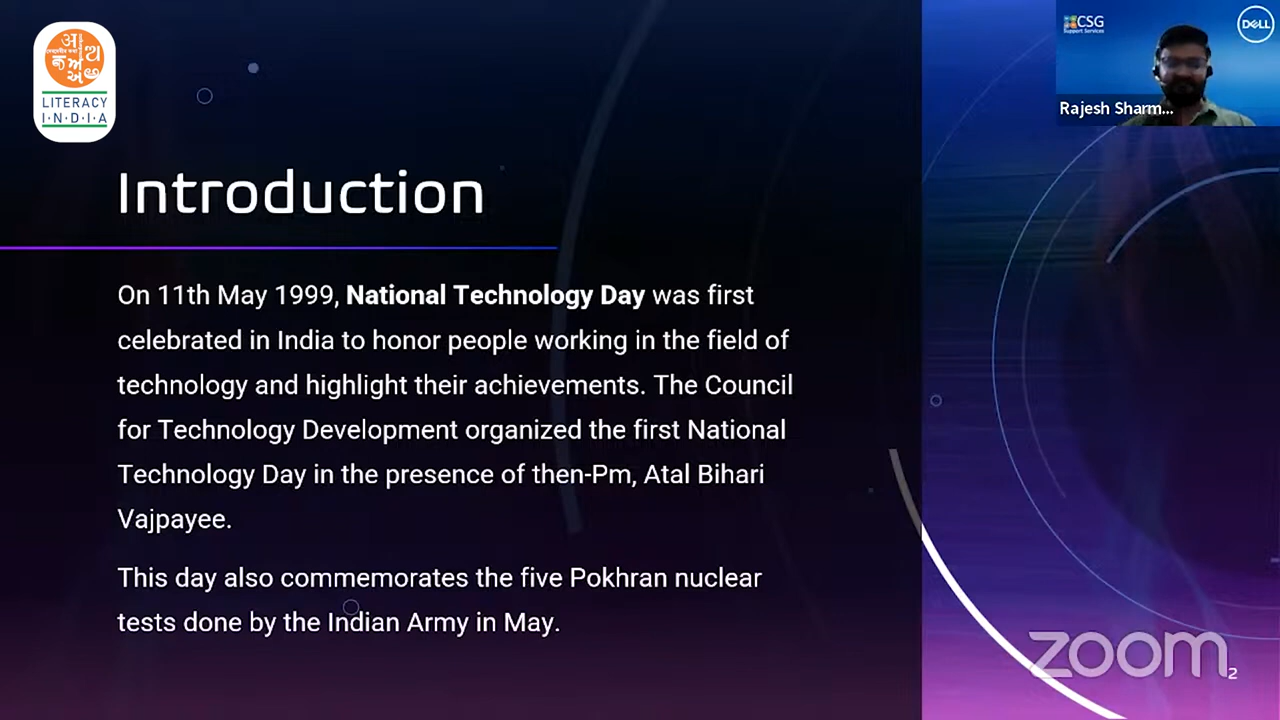 LITERACY
I·N·D·I·A
Introduction
On 11th May 1999, National Technology Day was first
celebrated in India to honor people working in the field of
technology and highlight their achievements. The Council
for Technology Development organized the first National
Technology Day in the presence of then-Pm, Atal Bihari
Vajpayee.
This day also commemorates the five Pokhran nuclear
tests done by the Indian Army in May.
CSG
Support Services
DELL
Rajesh Sharm...
zoom
2